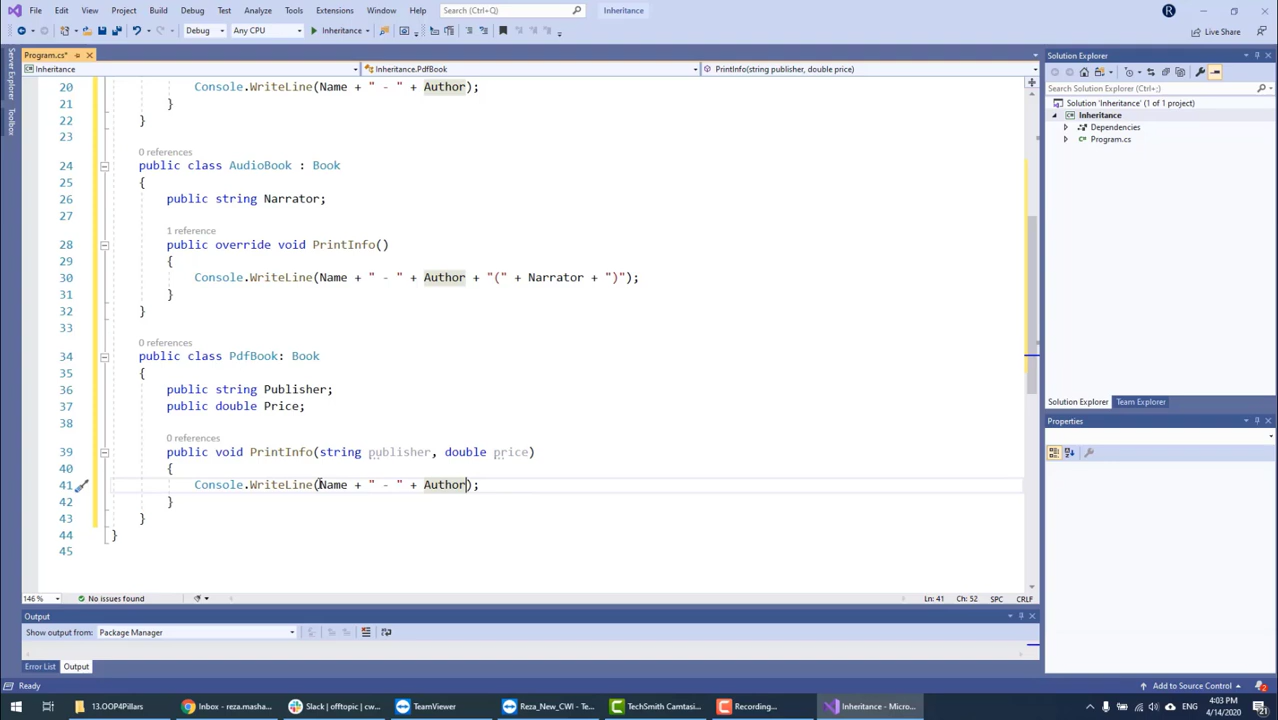 File Edit View Project Build Debug Test Analyze Tools Extensions Window Help Search (Ctrl+Q) Inheritance R
Debug Any CPU Inheritance Live Share
Server Explorer
Toolbox
Program.cs*
Inheritance Inheritance.PdfBook PrintInfo(string publisher, double price)
20 Console.WriteLine(Name + " - " + Author);
21 }
22 }
23
0 references
24 public class AudioBook : Book
25 {
26 public string Narrator;
27
1 reference
28 public override void PrintInfo()
29 {
30 Console.WriteLine(Name + " - " + Author + "(" + Narrator + ")");
31 }
32 }
33
0 references
34 public class PdfBook: Book
35 {
36 public string Publisher;
37 public double Price;
38
0 references
39 public void PrintInfo(string publisher, double price)
40 {
41 Console.WriteLine(Name + " - " + Author);
42 }
43 }
44 }
45
146 % No issues found Ln: 41 Ch: 52 SPC CRLF
Output
Show output from: Package Manager
Error List Output
Solution Explorer
Search Solution Explorer (Ctrl+;)
Solution 'Inheritance' (1 of 1 project)
Inheritance
Dependencies
Program.cs
Solution Explorer Team Explorer
Properties
Ready Add to Source Control 2
13.OOP4Pillars Inbox - reza.masha... Slack | offtopic | cw... TeamViewer Reza_New_CWI - Te... TechSmith Camtasi... Recording... Inheritance - Micro... ENG 4:03 PM 4/14/2020 21